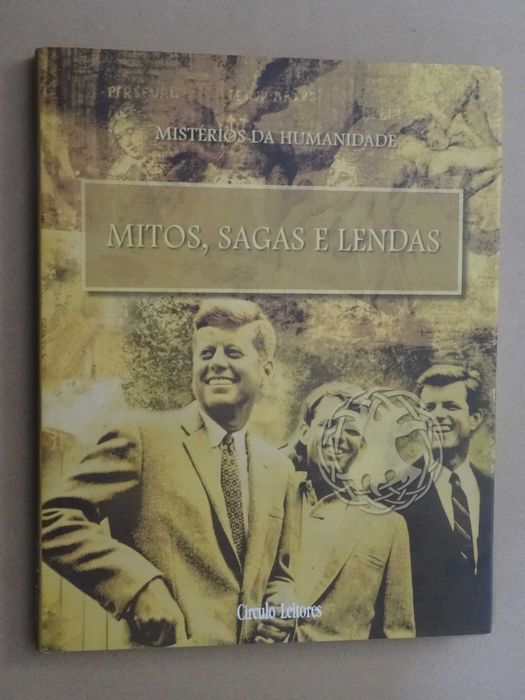 MISTÉRIOS DA HUMANIDADE
MITOS, SAGAS E LENDAS
Círculo Leitores